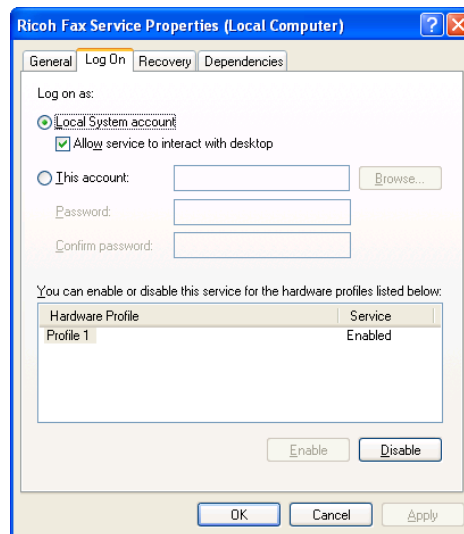 Ricoh Fax Service Properties (Local Computer)
General Log On Recovery Dependencies
Log on as:
Local System account
Allow service to interact with desktop
This account: Browse...
Password:
Confirm password:
You can enable or disable this service for the hardware profiles listed below:
Hardware Profile Service
Profile 1 Enabled
Enable Disable
OK Cancel Apply